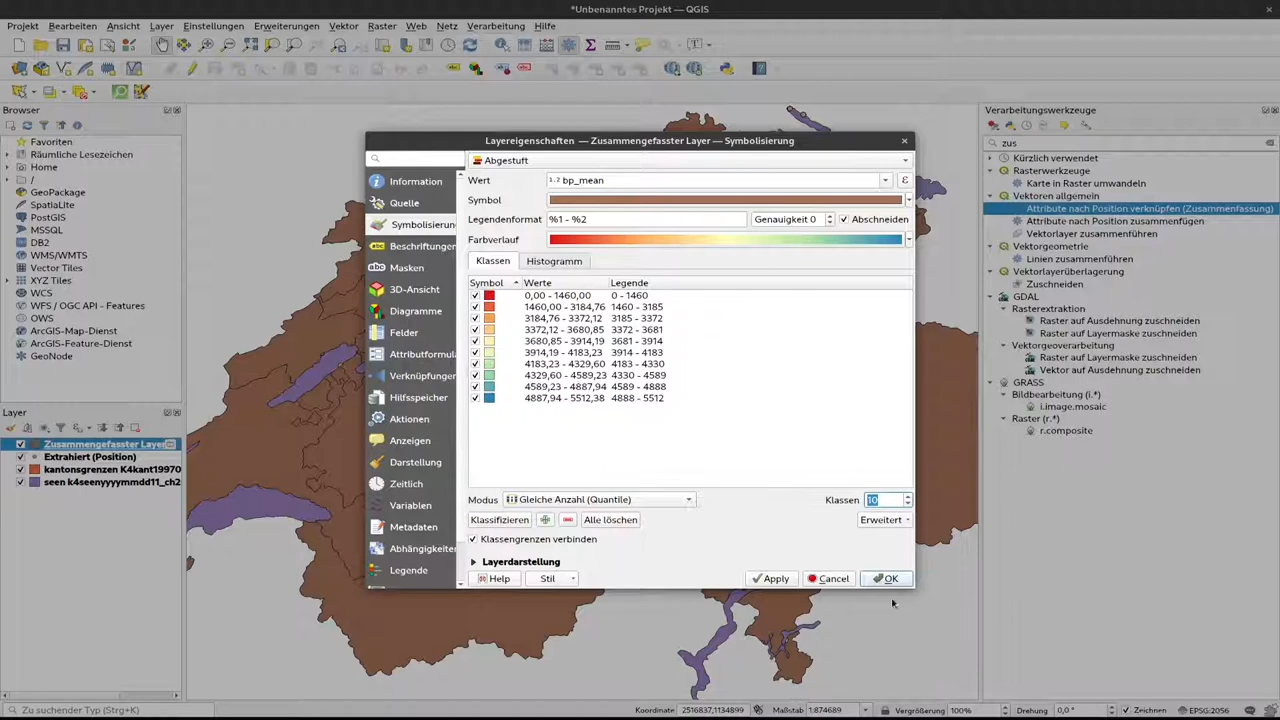 *Unbenanntes Projekt — QGIS
Projekt Bearbeiten Ansicht Layer Einstellungen Erweiterungen Vektor Raster Web Netz Verarbeitung Hilfe
Browser
Favoriten
Räumliche Lesezeichen
Home
/
GeoPackage
SpatiaLite
PostGIS
MSSQL
DB2
WMS/WMTS
Vector Tiles
XYZ Tiles
WCS
WFS / OGC API - Features
OWS
ArcGIS-Map-Dienst
ArcGIS-Feature-Dienst
GeoNode
Layer
Zusammengefasster Layer
Extrahiert (Position)
kantonsgrenzen K4kant19970
seen k4seenyyyymmdd11_ch2
Layereigenschaften — Zusammengefasster Layer — Symbolisierung
Information
Quelle
Symbolisierun
Beschriftunger
Masken
3D-Ansicht
Diagramme
Felder
Attributformula
Verknüpfunger
Hilfsspeicher
Aktionen
Anzeigen
Darstellung
Zeitlich
Variablen
Metadaten
Abhängigkeiter
Legende
Abgestuft
Wert 1.2 bp_mean
Symbol
Legendenformat %1 - %2 Genauigkeit 0 Abschneiden
Farbverlauf
Klassen Histogramm
Symbol Werte Legende
0,00 - 1460,00 0 - 1460
1460,00 - 3184,76 1460 - 3185
3184,76 - 3372,12 3185 - 3372
3372,12 - 3680,85 3372 - 3681
3680,85 - 3914,19 3681 - 3914
3914,19 - 4183,23 3914 - 4183
4183,23 - 4329,60 4183 - 4330
4329,60 - 4589,23 4330 - 4589
4589,23 - 4887,94 4589 - 4888
4887,94 - 5512,38 4888 - 5512
Modus Gleiche Anzahl (Quantile) Klassen 10
Klassifizieren Alle löschen Erweitert
Klassengrenzen verbinden
Layerdarstellung
Help Stil Apply Cancel OK
Verarbeitungswerkzeuge
zus
Kürzlich verwendet
Rasterwerkzeuge
Karte in Raster umwandeln
Vektoren allgemein
Attribute nach Position verknüpfen (Zusammenfassung)
Attribute nach Position zusammenfügen
Vektorlayer zusammenführen
Vektorgeometrie
Linien zusammenführen
Vektorlayerüberlagerung
Zuschneiden
GDAL
Rasterextraktion
Raster auf Ausdehnung zuschneiden
Raster auf Layermaske zuschneiden
Vektorgeoverarbeitung
Raster auf Layermaske zuschneiden
Vektor auf Ausdehnung zuschneiden
GRASS
Bildbearbeitung (i.*)
i.image.mosaic
Raster (r.*)
r.composite
Zu suchender Typ (Strg+K) Koordinate 2516837,1134899 Maßstab 1:874689 Vergrößerung 100% Drehung 0,0 ° Zeichnen EPSG:2056